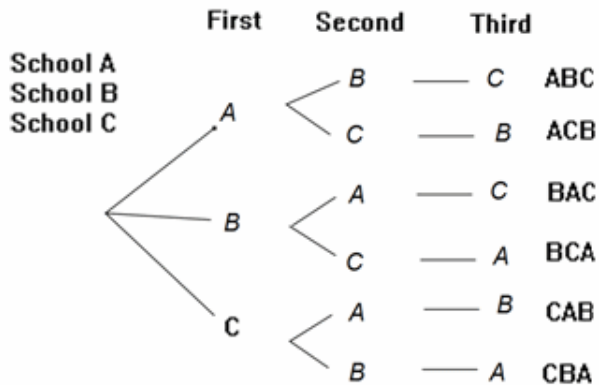 First Second Third
School A
School B
School C
A B C ABC
C B ACB
B A C BAC
C A BCA
C A B CAB
B A CBA